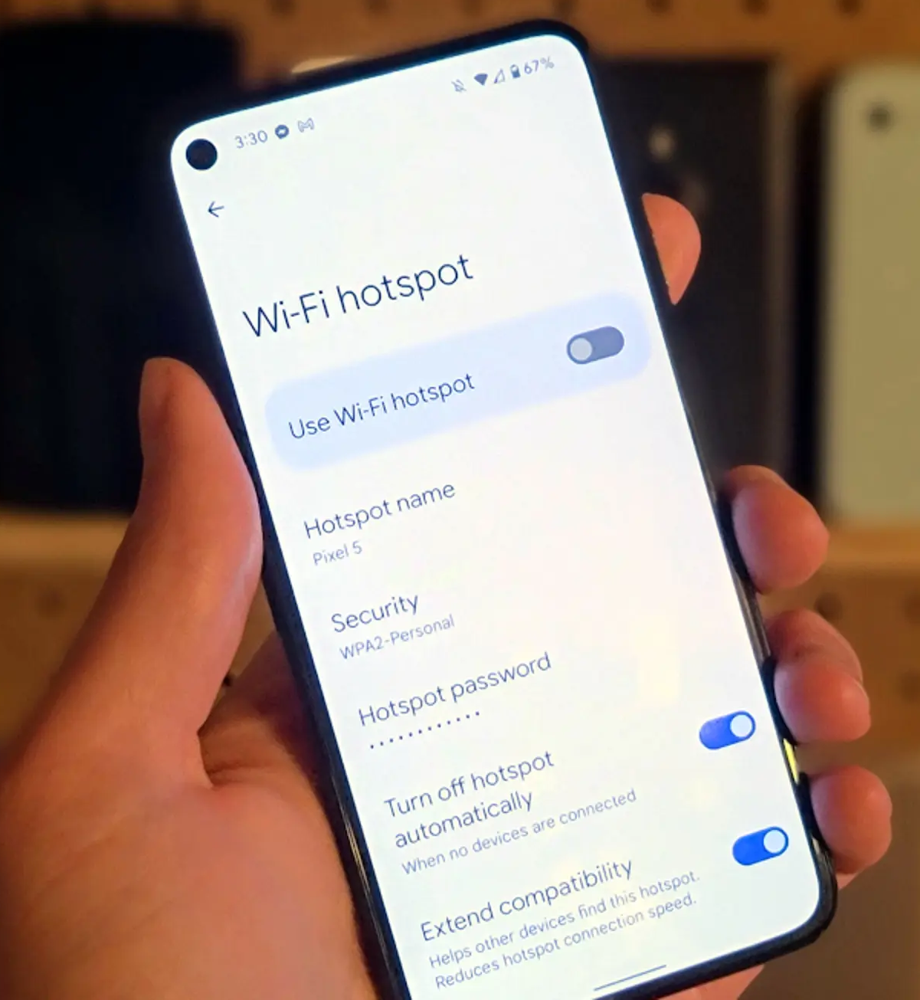 3:30 67%
Wi-Fi hotspot
Use Wi-Fi hotspot
Hotspot name
Pixel 5
Security
WPA2-Personal
Hotspot password
............
Turn off hotspot
automatically
When no devices are connected
Extend compatibility
Helps other devices find this hotspot.
Reduces hotspot connection speed.